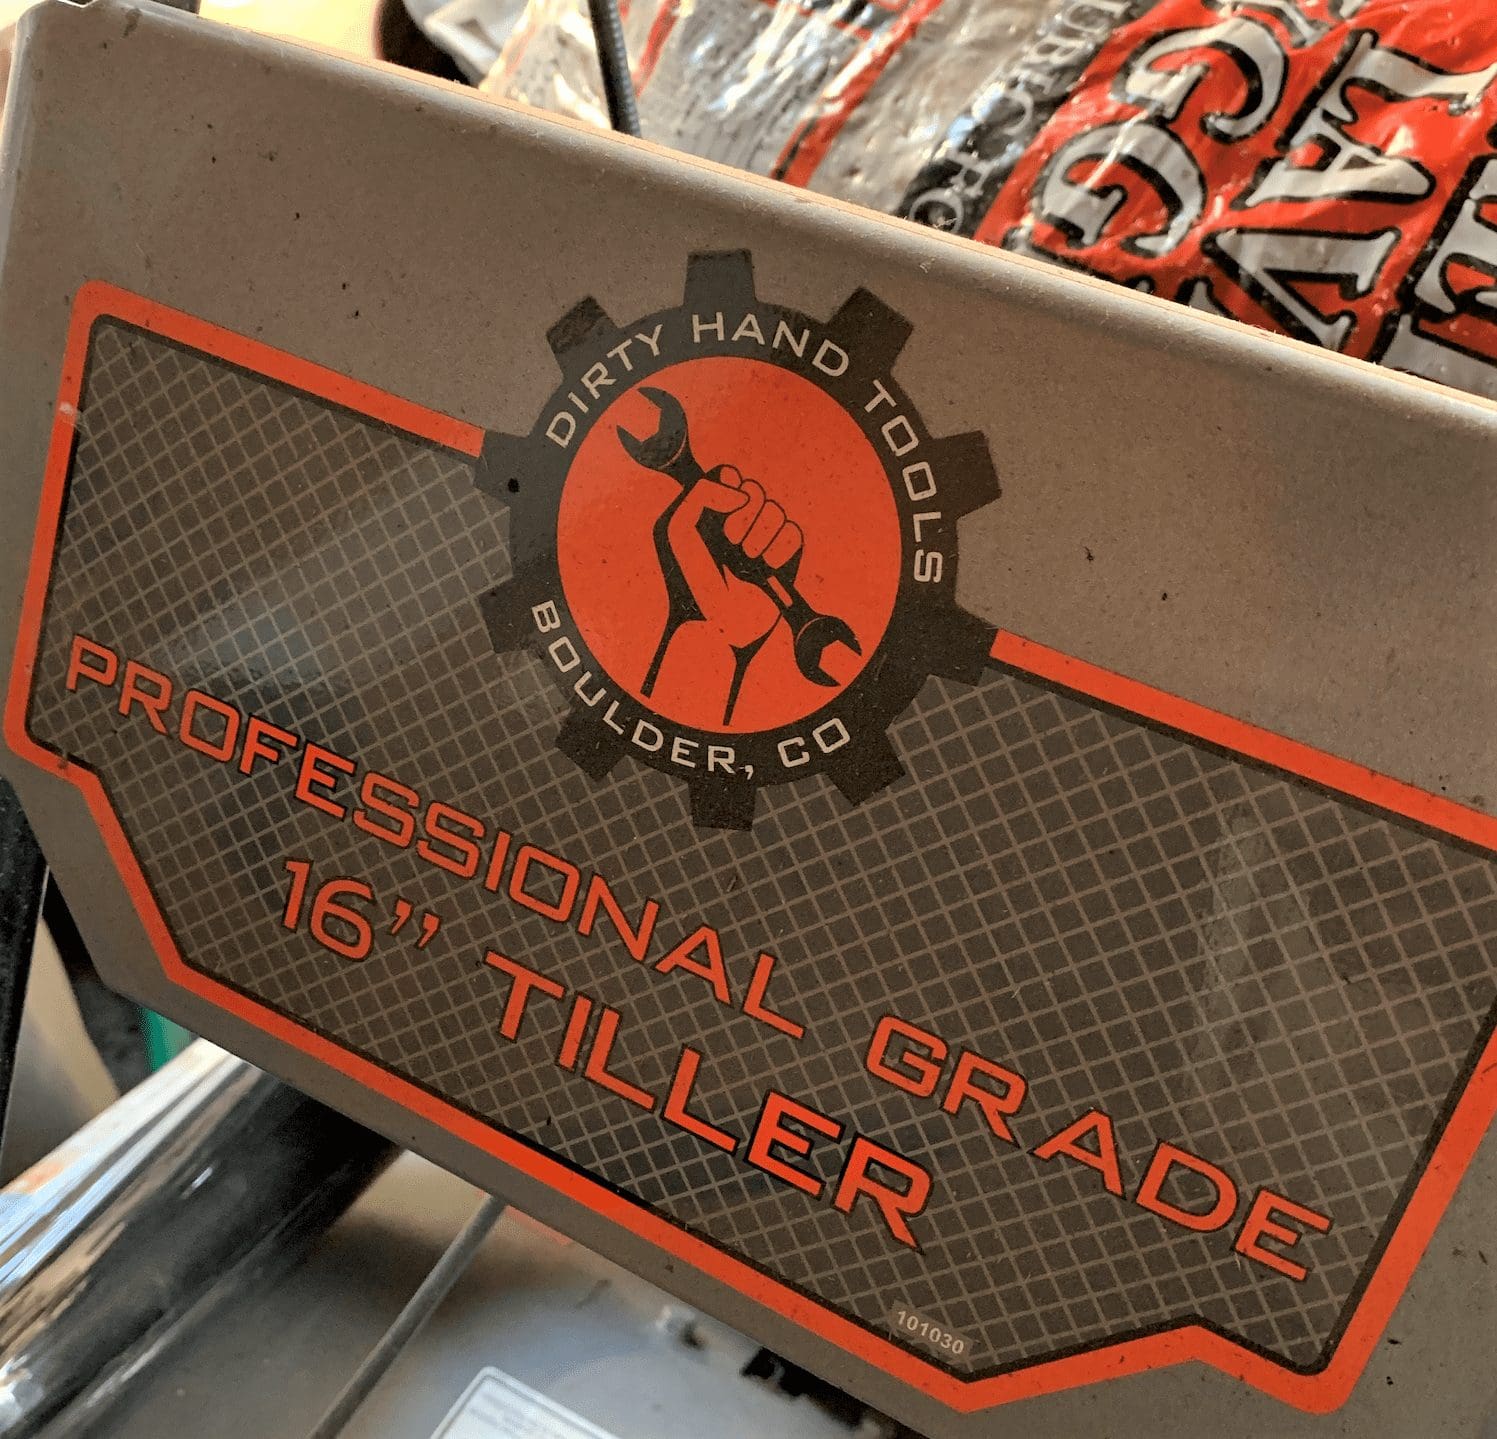 DIRTY HAND TOOLS
BOULDER, CO
PROFESSIONAL GRADE
16” TILLER
101030